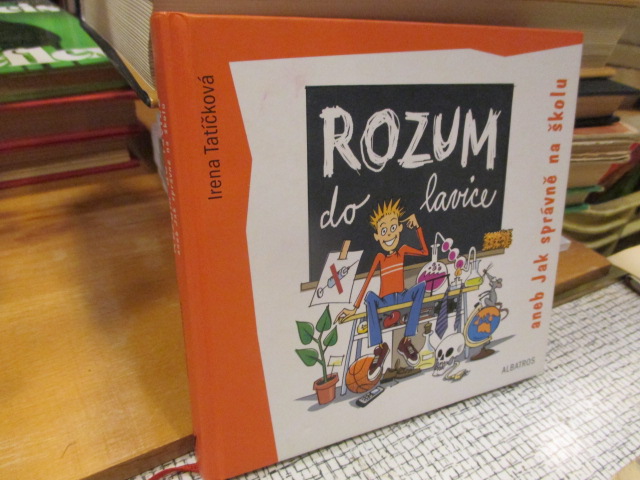 Irena Tatíčková
ROZUM
do lavice
aneb Jak správně na školu
ALBATROS